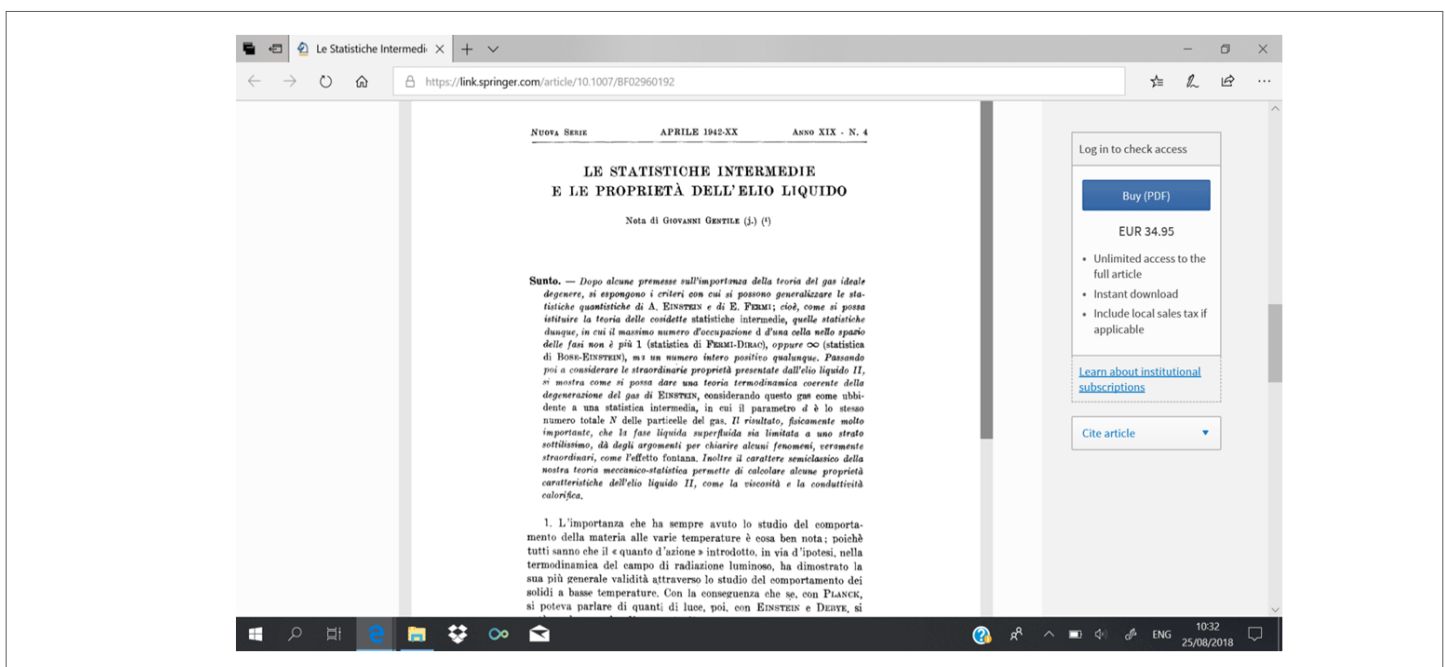 Le Statistiche Intermedi
https://link.springer.com/article/10.1007/BF02960192
NUOVA SERIE APRILE 1942-XX ANNO XIX - N. 4
LE STATISTICHE INTERMEDIE
E LE PROPRIETÀ DELL'ELIO LIQUIDO
Nota di GIOVANNI GENTILE (j.) (¹)
Sunto. — Dopo alcune premesse sull'importanza della teoria del gas ideale
degenere, si espongono i criteri con cui si possono generalizzare le sta-
tistiche quantistiche di A. EINSTEIN e di E. FERMI; cioè, come si possa
istituire la teoria delle cosidette statistiche intermedie, quelle statistiche
dunque, in cui il massimo numero d'occupazione d d'una cella nello spazio
delle fasi non è più 1 (statistica di FERMI-DIRAC), oppure ∞ (statistica
di BOSE-EINSTEIN), ma un numero intero positivo qualunque. Passando
poi a considerare le straordinarie proprietà presentate dall'elio liquido II,
si mostra come si possa dare una teoria termodinamica coerente della
degenerazione del gas di EINSTEIN, considerando questo gas come ubbi-
dente a una statistica intermedia, in cui il parametro d è lo stesso
numero totale N delle particelle del gas. Il risultato, fisicamente molto
importante, che la fase liquida superfluida sia limitata a uno strato
sottilissimo, dà degli argomenti per chiarire alcuni fenomeni, veramente
straordinari, come l'effetto fontana. Inoltre il carattere semiclassico della
nostra teoria meccanico-statistica permette di calcolare alcune proprietà
caratteristiche dell'elio liquido II, come la viscosità e la conduttività
calorifica.
1. L'importanza che ha sempre avuto lo studio del comporta-
mento della materia alle varie temperature è cosa ben nota; poichè
tutti sanno che il « quanto d'azione » introdotto, in via d'ipotesi, nella
termodinamica del campo di radiazione luminoso, ha dimostrato la
sua più generale validità attraverso lo studio del comportamento dei
solidi a basse temperature. Con la conseguenza che se, con PLANCK,
si poteva parlare di quanti di luce, poi, con EINSTEIN e DEBYE, si
Log in to check access
Buy (PDF)
EUR 34.95
• Unlimited access to the
full article
• Instant download
• Include local sales tax if
applicable
Learn about institutional
subscriptions
Cite article
ENG
10:32
25/08/2018